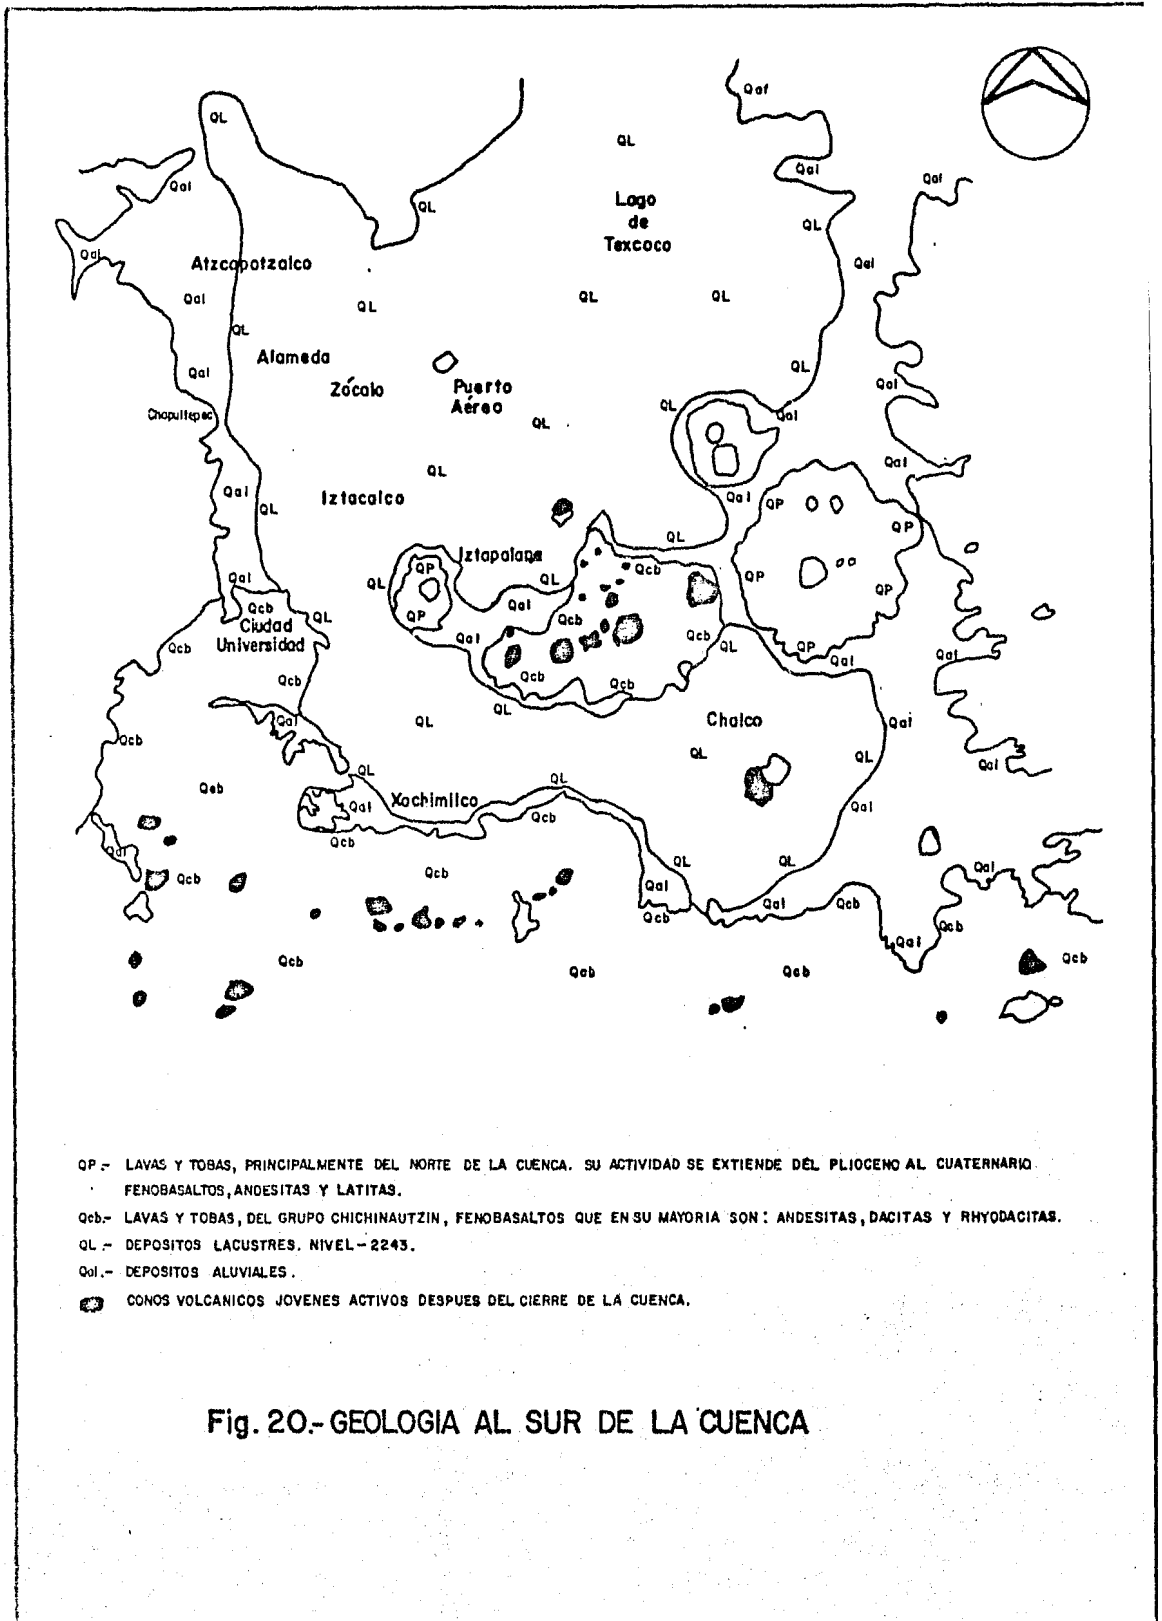 Qaf
QL
QL
Qal
Qal
Qaf
Lago
de
Texcoco
QL
QL
Qal
Atzcapotzalco
Qal
Qal
QL
QL
QL
QL
Alameda
QL
Qal
Zócalo
Puerto
Aéreo
Qal
Chapultepec
QL
Qal
QL
QL
Qal
Qal
Iztacalco
Qal
QP
QL
QP
QL
Iztapalapa
QP
Qcb
QP
QL
QL
Qal
QP
Qal
Qcb
QP
Qal
Qcb
QL
Ciudad
Universidad
Qcb
Qal
Qcb
QL
QP
Qal
Qal
Qcb
Qcb
Qcb
QL
Qal
QL
Chalco
Qai
Qcb
QL
QL
Qal
QL
QL
Qeb
Xochimilco
Qal
Qcb
Qal
Qcb
Qal
QL
QL
Qal
Qcb
Qcb
Qal
Qcb
Qal
Qcb
Qcb
Qal
Qcb
Qcb
Qab
Qeb
Qcb
QP.- LAVAS Y TOBAS, PRINCIPALMENTE DEL NORTE DE LA CUENCA. SU ACTIVIDAD SE EXTIENDE DEL PLIOCENO AL CUATERNARIO
FENOBASALTOS, ANDESITAS Y LATITAS.
Qcb.- LAVAS Y TOBAS, DEL GRUPO CHICHINAUTZIN, FENOBASALTOS QUE EN SU MAYORIA SON: ANDESITAS, DACITAS Y RHYODACITAS.
QL.- DEPOSITOS LACUSTRES. NIVEL-2243.
Qal.- DEPOSITOS ALUVIALES.
CONOS VOLCANICOS JOVENES ACTIVOS DESPUES DEL CIERRE DE LA CUENCA.
Fig. 20.- GEOLOGIA AL SUR DE LA CUENCA